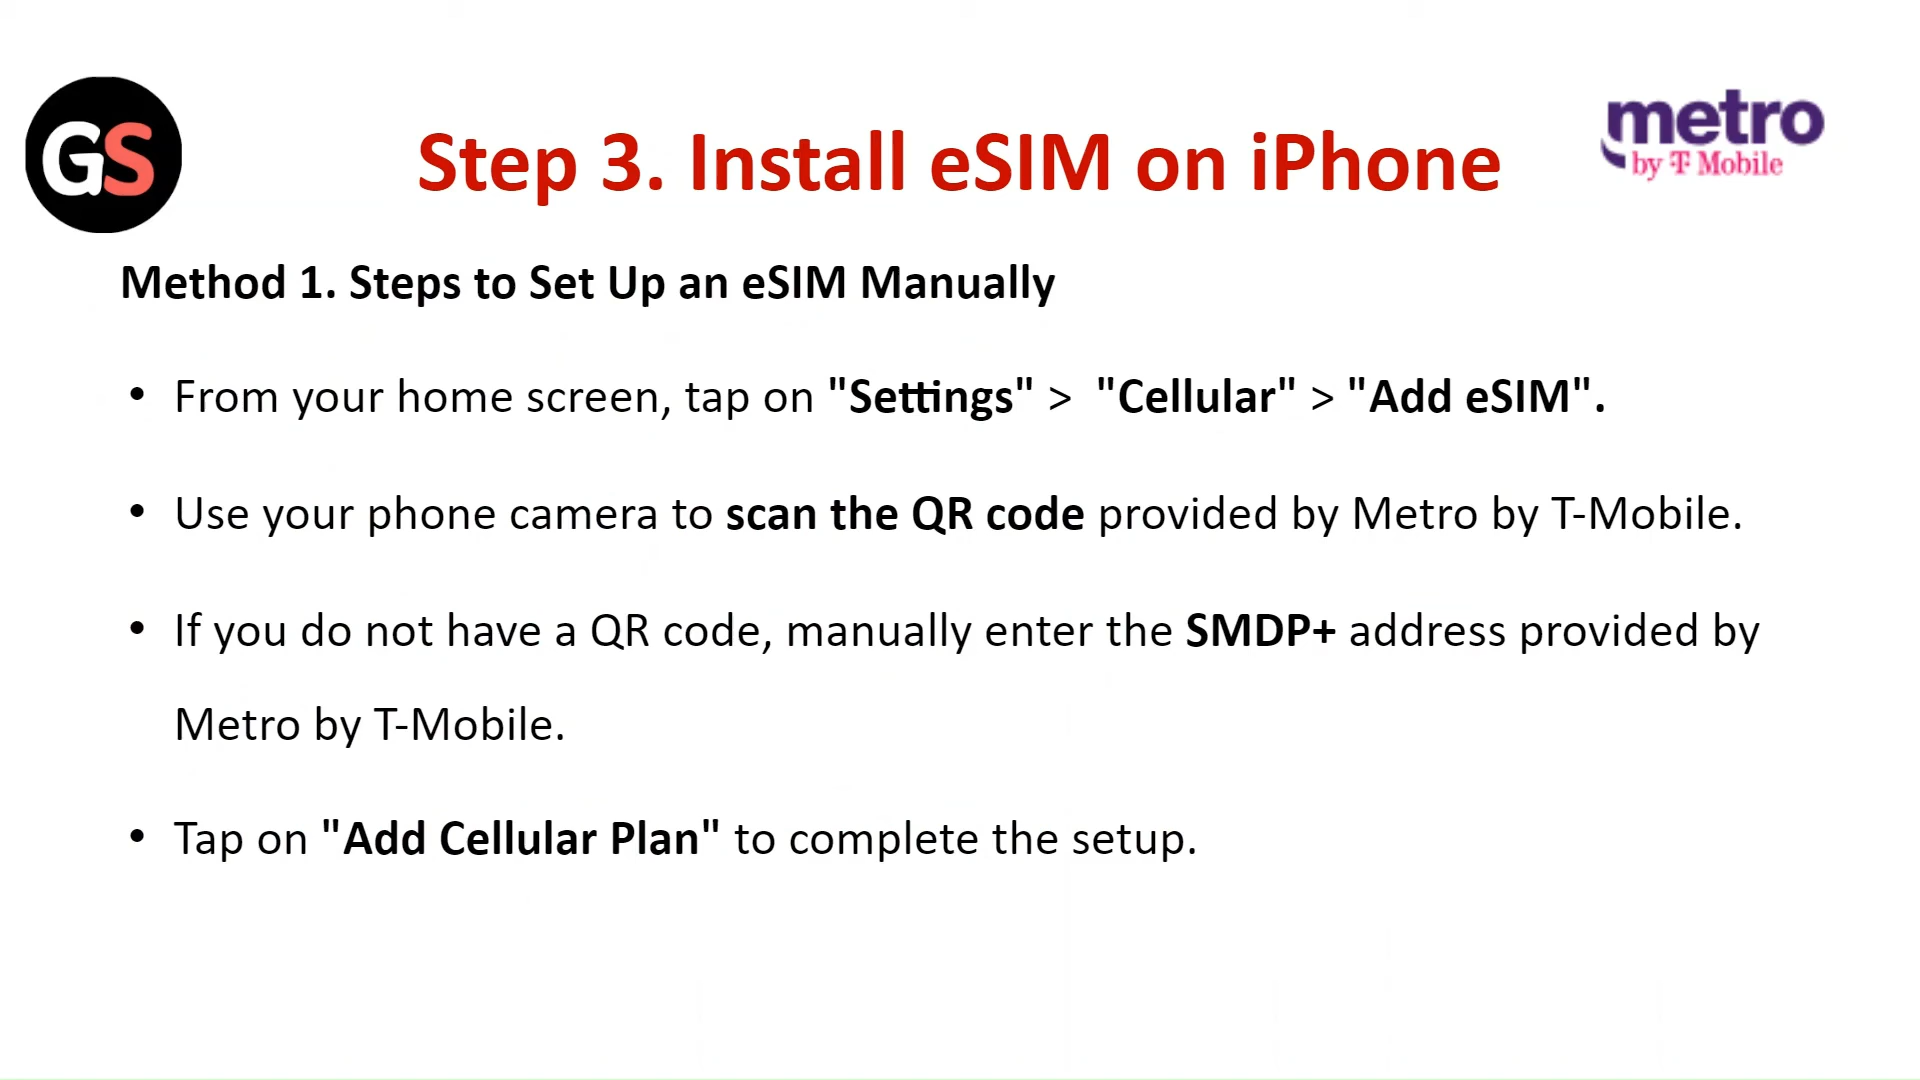 GS
Step 3. Install eSIM on iPhone
metro
by T Mobile
Method 1. Steps to Set Up an eSIM Manually
• From your home screen, tap on "Settings" > "Cellular" > "Add eSIM".
• Use your phone camera to scan the QR code provided by Metro by T-Mobile.
• If you do not have a QR code, manually enter the SMDP+ address provided by
Metro by T-Mobile.
• Tap on "Add Cellular Plan" to complete the setup.